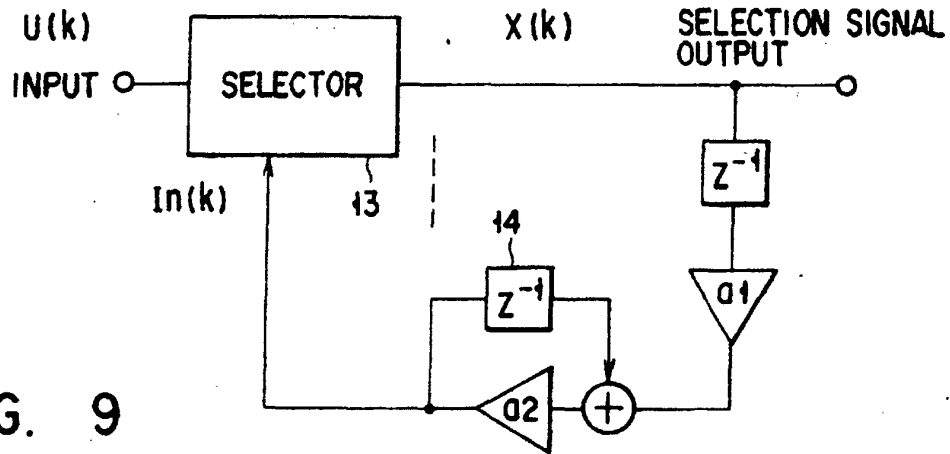 U(k)
X(k)
SELECTION SIGNAL
OUTPUT
INPUT
SELECTOR
Z⁻¹
In(k)
13
14
Z⁻¹
a1
a2
+
G. 9